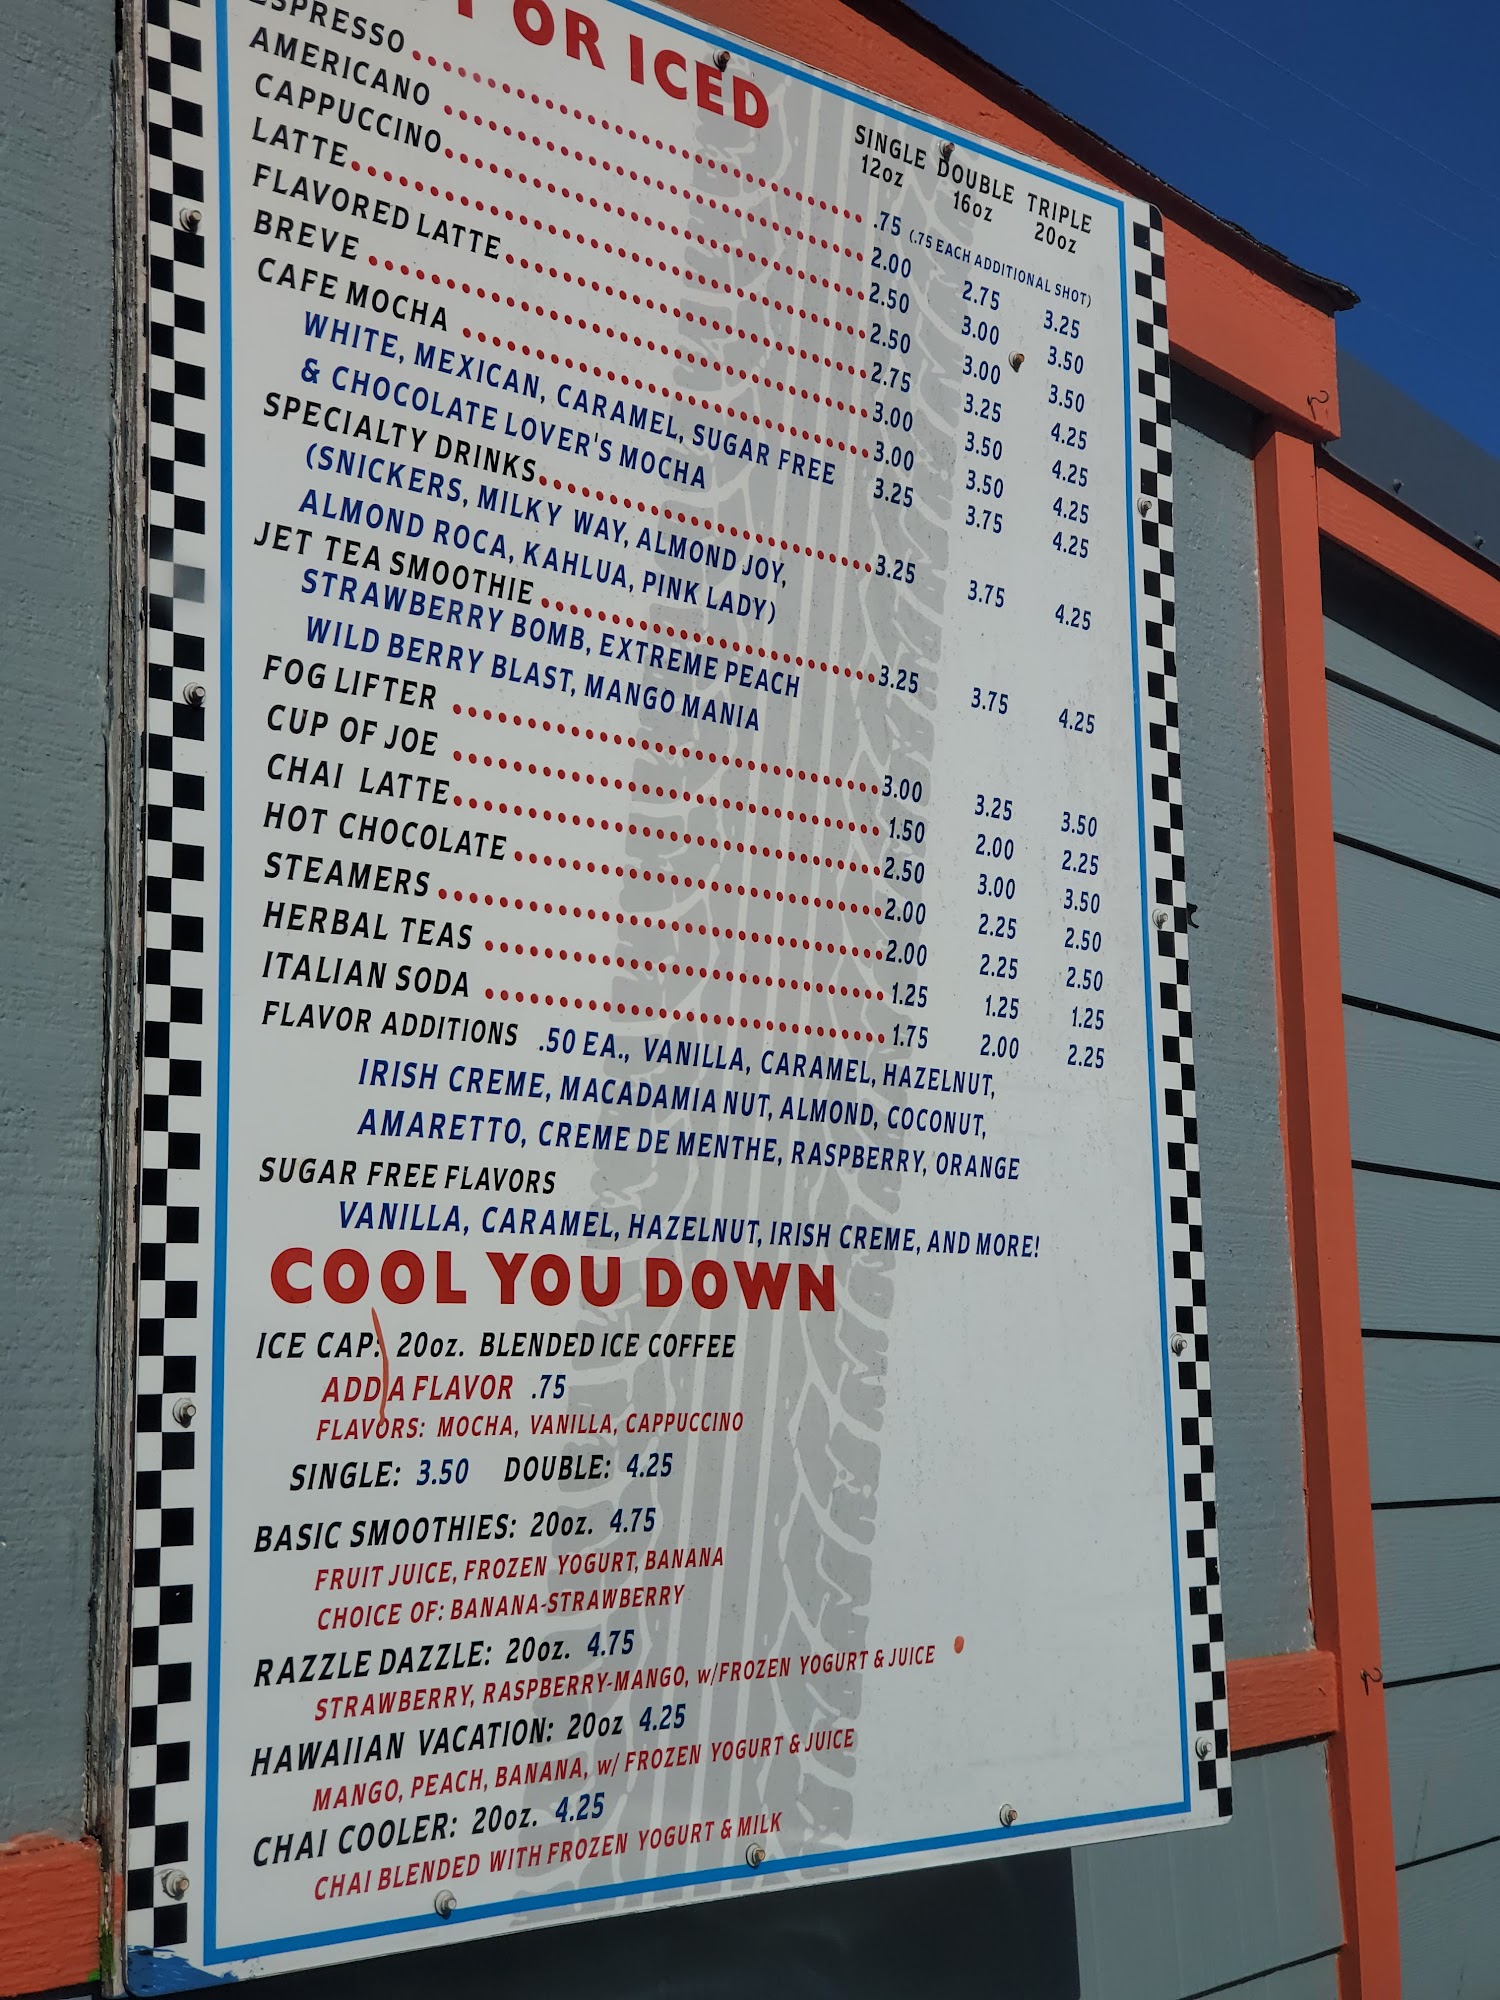 OR ICED
SINGLE DOUBLE TRIPLE
12oz 16oz 20oz
ESPRESSO .75 (.75 EACH ADDITIONAL SHOT)
AMERICANO 2.00 2.75 3.25
CAPPUCCINO 2.50 3.00 3.50
LATTE 2.50 3.00 3.50
FLAVORED LATTE 2.75 3.25 4.25
BREVE 3.00 3.50 4.25
CAFE MOCHA 3.00 3.50 4.25
WHITE, MEXICAN, CARAMEL, SUGAR FREE 3.25 3.75 4.25
& CHOCOLATE LOVER'S MOCHA
SPECIALTY DRINKS 3.25 3.75 4.25
(SNICKERS, MILKY WAY, ALMOND JOY,
ALMOND ROCA, KAHLUA, PINK LADY)
JET TEA SMOOTHIE 3.25 3.75 4.25
STRAWBERRY BOMB, EXTREME PEACH
WILD BERRY BLAST, MANGO MANIA
FOG LIFTER 3.00 3.25 3.50
CUP OF JOE 1.50 2.00 2.25
CHAI LATTE 2.50 3.00 3.50
HOT CHOCOLATE 2.00 2.25 2.50
STEAMERS 2.00 2.25 2.50
HERBAL TEAS 1.25 1.25 1.25
ITALIAN SODA 1.75 2.00 2.25
FLAVOR ADDITIONS .50 EA., VANILLA, CARAMEL, HAZELNUT,
IRISH CREME, MACADAMIA NUT, ALMOND, COCONUT,
AMARETTO, CREME DE MENTHE, RASPBERRY, ORANGE
SUGAR FREE FLAVORS
VANILLA, CARAMEL, HAZELNUT, IRISH CREME, AND MORE!
COOL YOU DOWN
ICE CAP: 20oz. BLENDED ICE COFFEE
ADD A FLAVOR .75
FLAVORS: MOCHA, VANILLA, CAPPUCCINO
SINGLE: 3.50 DOUBLE: 4.25
BASIC SMOOTHIES: 20oz. 4.75
FRUIT JUICE, FROZEN YOGURT, BANANA
CHOICE OF: BANANA-STRAWBERRY
RAZZLE DAZZLE: 20oz. 4.75
STRAWBERRY, RASPBERRY-MANGO, w/FROZEN YOGURT & JUICE
HAWAIIAN VACATION: 20oz 4.25
MANGO, PEACH, BANANA, w/ FROZEN YOGURT & JUICE
CHAI COOLER: 20oz. 4.25
CHAI BLENDED WITH FROZEN YOGURT & MILK